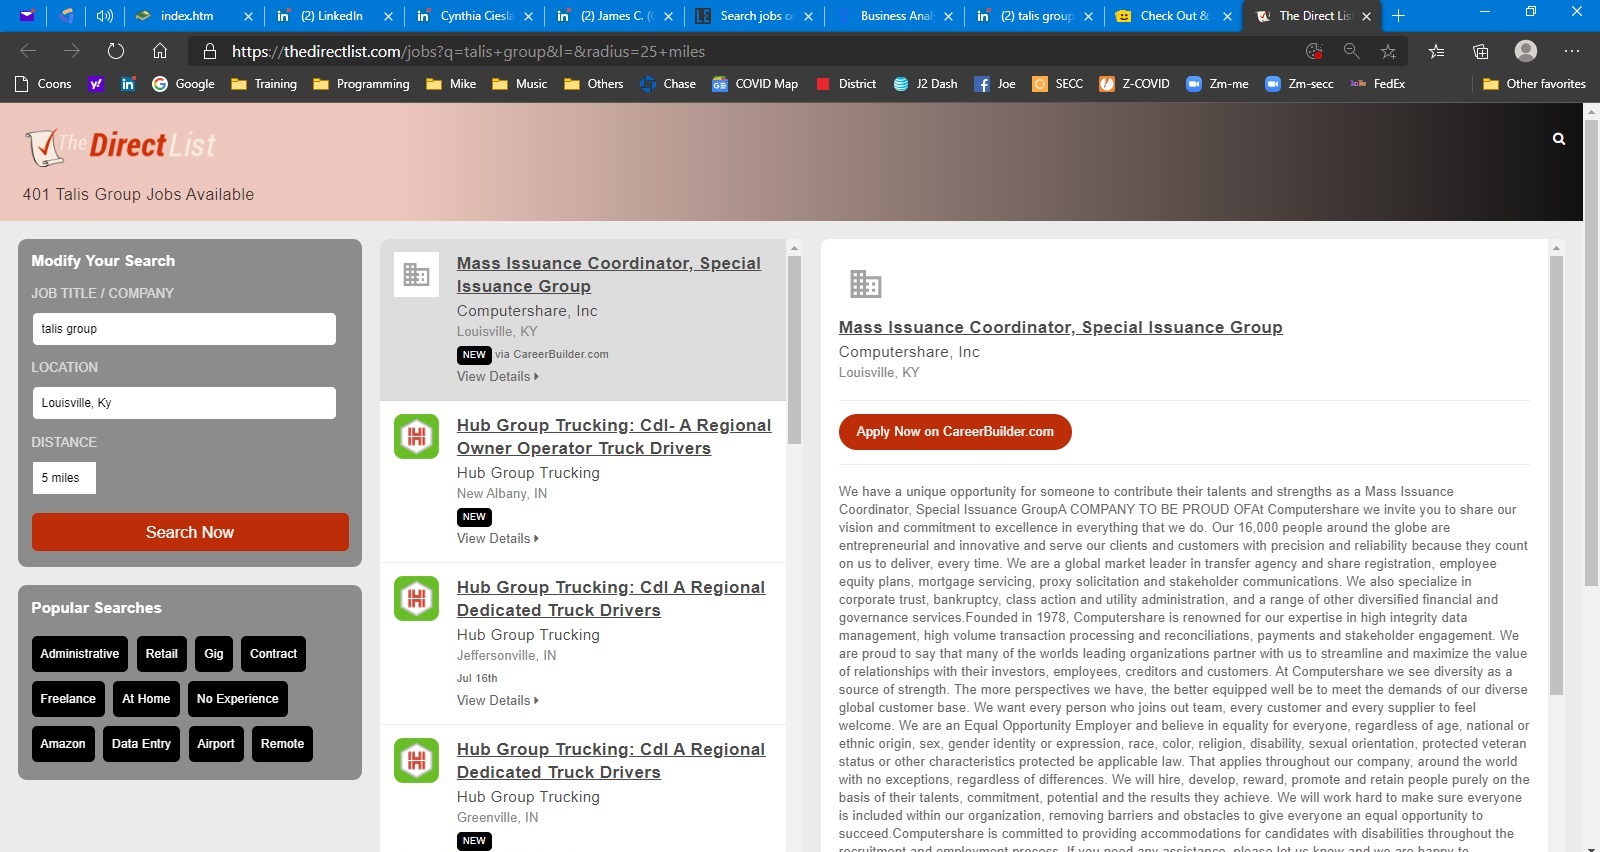 index.htm
(2) LinkedIn
Cynthia Ciesla
(2) James C. (
Search jobs o
Business Anal
(2) talis group
Check Out &
The Direct Lis
https://thedirectlist.com/jobs?q=talis+group&l=&radius=25+miles
Coons
Google
Training
Programming
Mike
Music
Others
Chase
COVID Map
District
J2 Dash
Joe
SECC
Z-COVID
Zm-me
Zm-secc
FedEx
Other favorites
The Direct List
401 Talis Group Jobs Available
Modify Your Search
JOB TITLE / COMPANY
talis group
LOCATION
Louisville, Ky
DISTANCE
5 miles
Search Now
Popular Searches
Administrative
Retail
Gig
Contract
Freelance
At Home
No Experience
Amazon
Data Entry
Airport
Remote
Mass Issuance Coordinator, Special
Issuance Group
Computershare, Inc
Louisville, KY
NEW via CareerBuilder.com
View Details
Hub Group Trucking: Cdl- A Regional
Owner Operator Truck Drivers
Hub Group Trucking
New Albany, IN
NEW
View Details
Hub Group Trucking: Cdl A Regional
Dedicated Truck Drivers
Hub Group Trucking
Jeffersonville, IN
Jul 16th
View Details
Hub Group Trucking: Cdl A Regional
Dedicated Truck Drivers
Hub Group Trucking
Greenville, IN
NEW
Mass Issuance Coordinator, Special Issuance Group
Computershare, Inc
Louisville, KY
Apply Now on CareerBuilder.com
We have a unique opportunity for someone to contribute their talents and strengths as a Mass Issuance
Coordinator, Special Issuance GroupA COMPANY TO BE PROUD OFAt Computershare we invite you to share our
vision and commitment to excellence in everything that we do. Our 16,000 people around the globe are
entrepreneurial and innovative and serve our clients and customers with precision and reliability because they count
on us to deliver, every time. We are a global market leader in transfer agency and share registration, employee
equity plans, mortgage servicing, proxy solicitation and stakeholder communications. We also specialize in
corporate trust, bankruptcy, class action and utility administration, and a range of other diversified financial and
governance services.Founded in 1978, Computershare is renowned for our expertise in high integrity data
management, high volume transaction processing and reconciliations, payments and stakeholder engagement. We
are proud to say that many of the worlds leading organizations partner with us to streamline and maximize the value
of relationships with their investors, employees, creditors and customers. At Computershare we see diversity as a
source of strength. The more perspectives we have, the better equipped well be to meet the demands of our diverse
global customer base. We want every person who joins out team, every customer and every supplier to feel
welcome. We are an Equal Opportunity Employer and believe in equality for everyone, regardless of age, national or
ethnic origin, sex, gender identity or expression, race, color, religion, disability, sexual orientation, protected veteran
status or other characteristics protected be applicable law. That applies throughout our company, around the world
with no exceptions, regardless of differences. We will hire, develop, reward, promote and retain people purely on the
basis of their talents, commitment, potential and the results they achieve. We will work hard to make sure everyone
is included within our organization, removing barriers and obstacles to give everyone an equal opportunity to
succeed.Computershare is committed to providing accommodations for candidates with disabilities throughout the
recruitment and employment process. If you need any assistance, please let us know and we are happy to